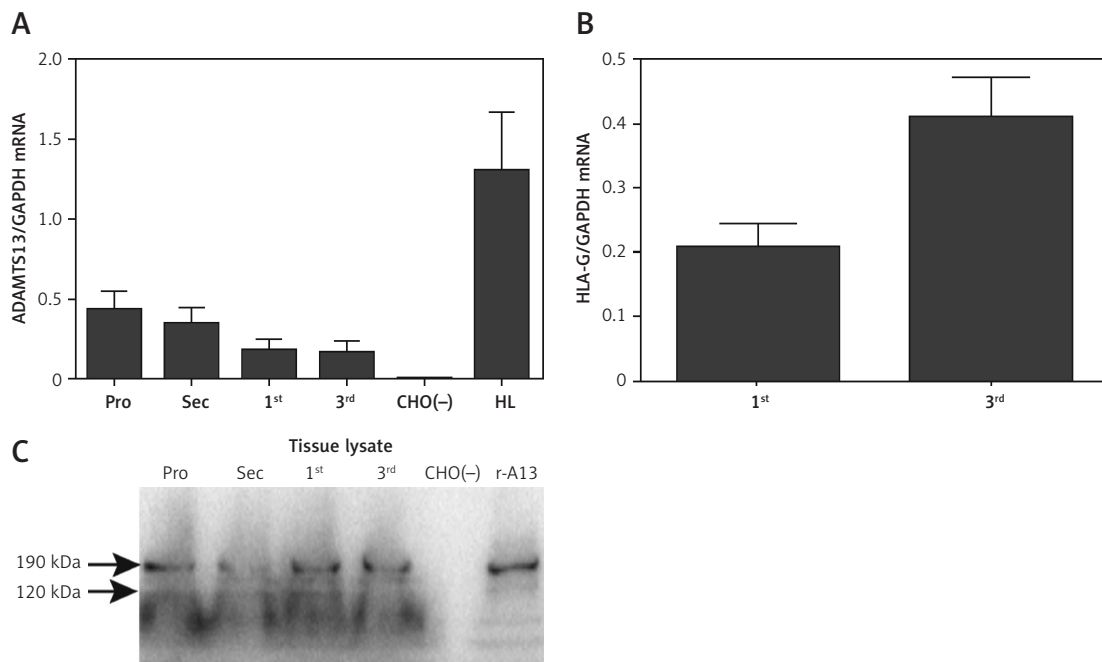 A
ADAMTS13/GAPDH mRNA
2.0
1.5
1.0
0.5
0
Pro Sec 1st 3rd CHO(–) HL
B
HLA-G/GAPDH mRNA
0.5
0.4
0.3
0.2
0.1
0
1st 3rd
C
Tissue lysate
Pro Sec 1st 3rd CHO(–) r-A13
190 kDa
120 kDa